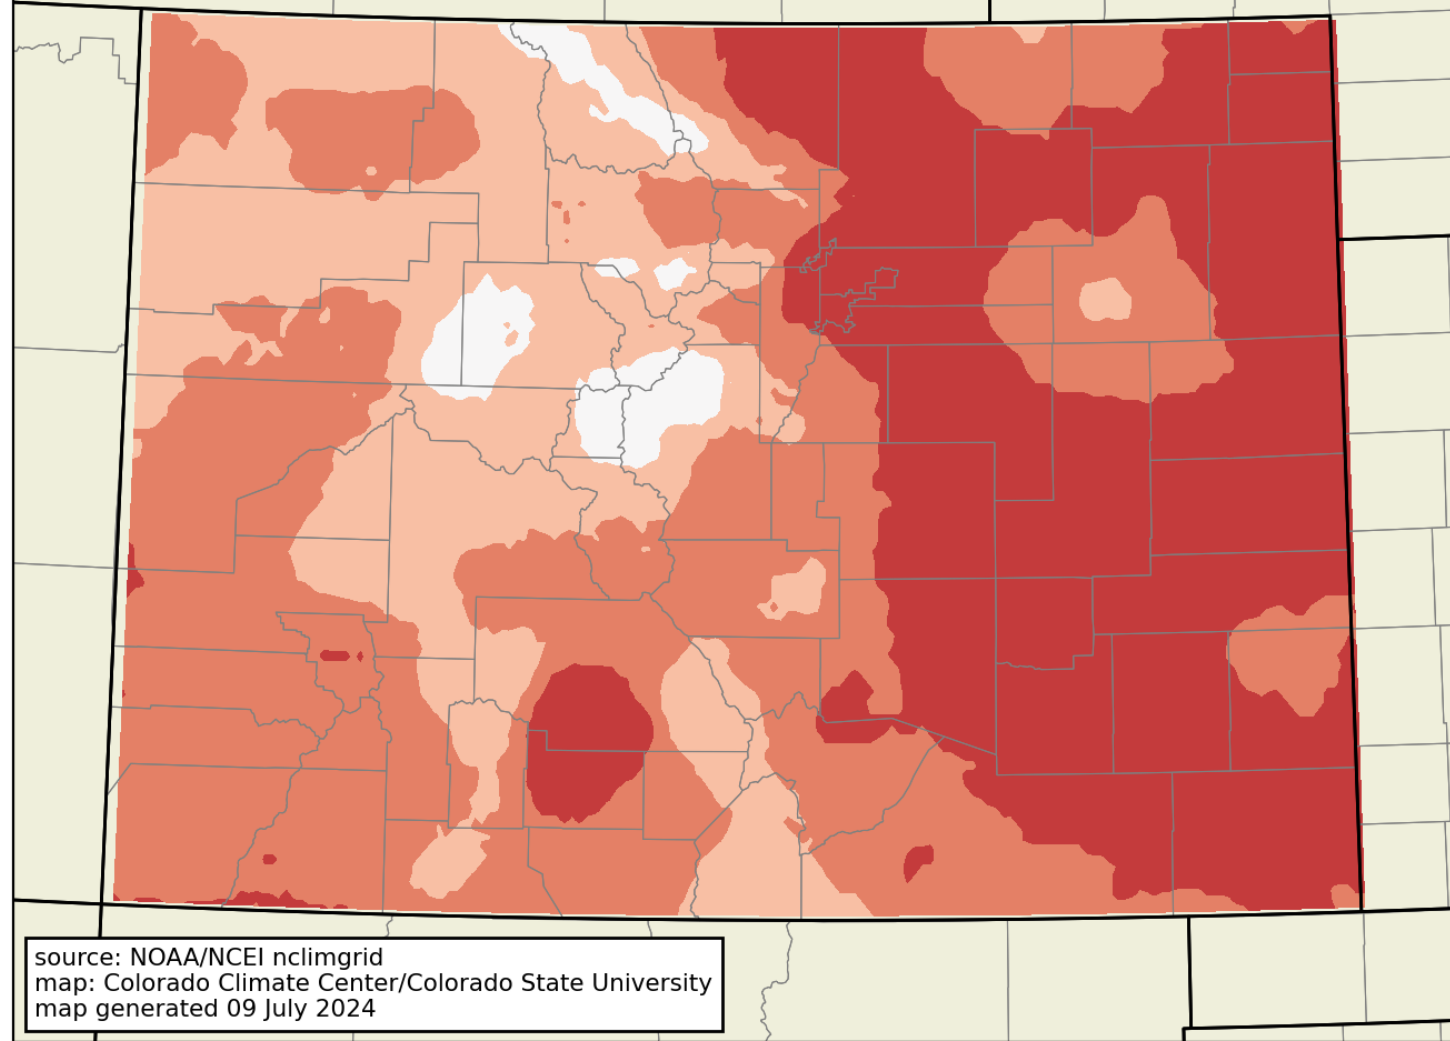 source: NOAA/NCEI nclimgrid
map: Colorado Climate Center/Colorado State University
map generated 09 July 2024